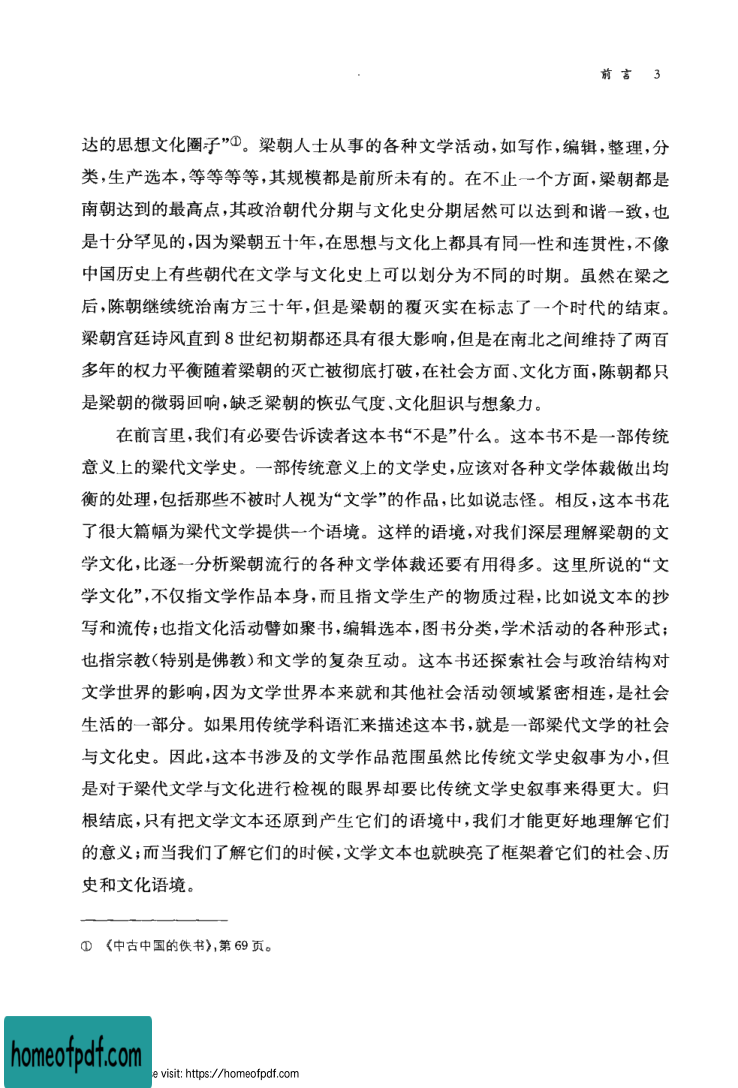 前言 3
达的思想文化圈子”①。梁朝人士从事的各种文学活动,如写作,编辑,整理,分
类,生产选本,等等等等,其规模都是前所未有的。在不止一个方面,梁朝都是
南朝达到的最高点,其政治朝代分期与文化史分期居然可以达到和谐一致,也
是十分罕见的,因为梁朝五十年,在思想与文化上都具有同一性和连贯性,不像
中国历史上有些朝代在文学与文化史上可以划分为不同的时期。虽然在梁之
后,陈朝继续统治南方三十年,但是梁朝的覆灭实在标志了一个时代的结束。
梁朝宫廷诗风直到8世纪初期都还具有很大影响,但是在南北之间维持了两百
多年的权力平衡随着梁朝的灭亡被彻底打破,在社会方面、文化方面,陈朝都只
是梁朝的微弱回响,缺乏梁朝的恢弘气度、文化胆识与想象力。
在前言里,我们有必要告诉读者这本书“不是”什么。这本书不是一部传统
意义上的梁代文学史。一部传统意义上的文学史,应该对各种文学体裁做出均
衡的处理,包括那些不被时人视为“文学”的作品,比如说志怪。相反,这本书花
了很大篇幅为梁代文学提供一个语境。这样的语境,对我们深层理解梁朝的文
学文化,比逐一分析梁朝流行的各种文学体裁还要有用得多。这里所说的“文
学文化”,不仅指文学作品本身,而且指文学生产的物质过程,比如说文本的抄
写和流传;也指文化活动譬如聚书,编辑选本,图书分类,学术活动的各种形式;
也指宗教(特别是佛教)和文学的复杂互动。这本书还探索社会与政治结构对
文学世界的影响,因为文学世界本来就和其他社会活动领域紧密相连,是社会
生活的一部分。如果用传统学科语汇来描述这本书,就是一部梁代文学的社会
与文化史。因此,这本书涉及的文学作品范围虽然比传统文学史叙事为小,但
是对于梁代文学与文化进行检视的眼界却要比传统文学史叙事来得更大。归
根结底,只有把文学文本还原到产生它们的语境中,我们才能更好地理解它们
的意义;而当我们了解它们的时候,文学文本也就映亮了框架着它们的社会、历
史和文化语境。
① 《中古中国的佚书》,第69页。
homeofpdf.com
e visit: https://homeofpdf.com